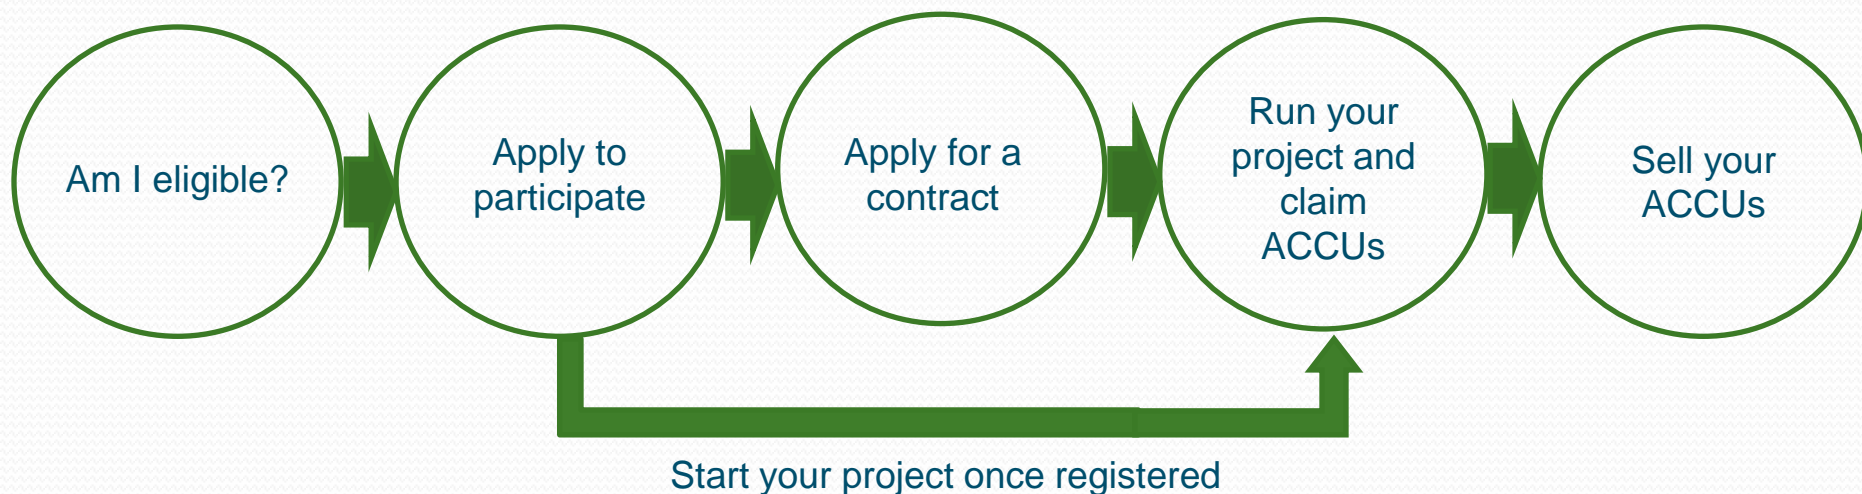 Am I eligible?
Apply to
participate
Apply for a
contract
Run your
project and
claim
ACCUs
Sell your
ACCUs
Start your project once registered